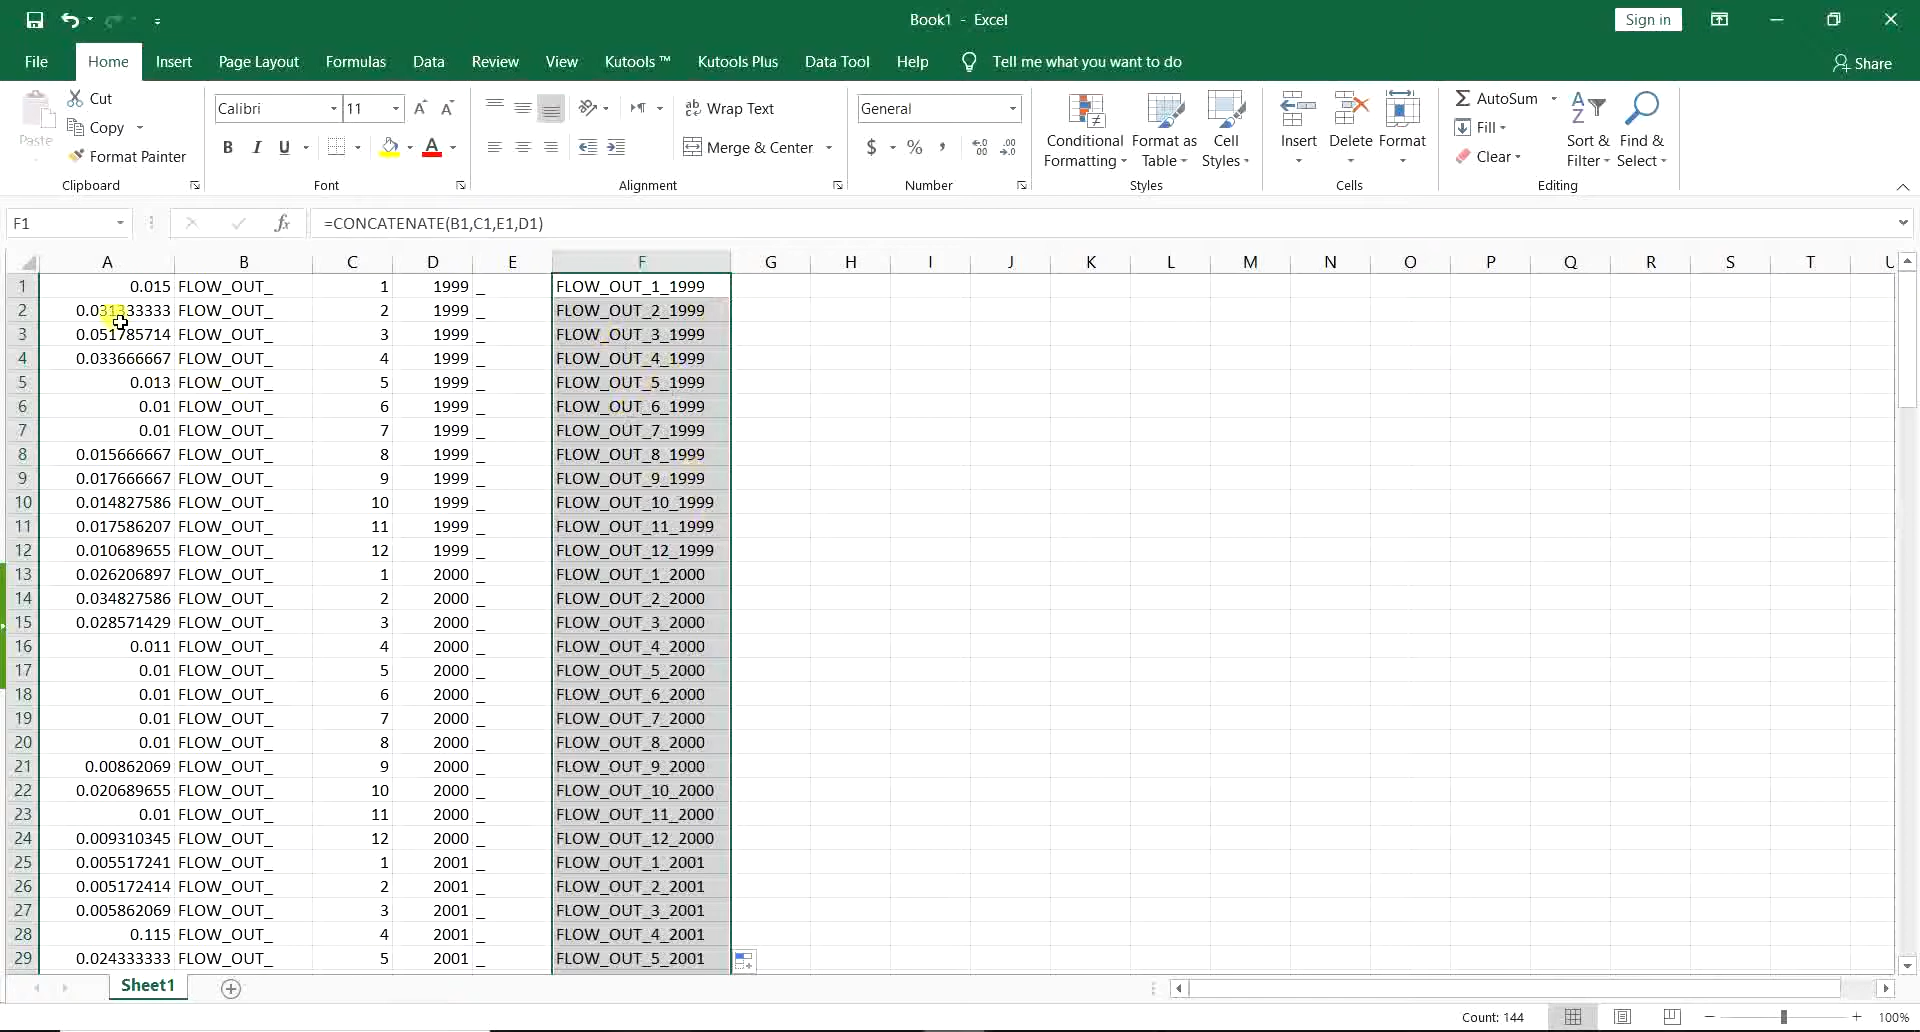 Book1 - Excel
Sign in
File Home Insert Page Layout Formulas Data Review View Kutools ™ Kutools Plus Data Tool Help Tell me what you want to do Share
Paste Cut Copy Format Painter
Clipboard
Calibri 11
B I U A
Font
ab Wrap Text
Merge & Center
Alignment
General
$ % , .00
Number
Conditional Formatting Format as Table Cell Styles
Styles
Insert Delete Format
Cells
AutoSum Fill Clear
Sort & Filter Find & Select
Editing
F1 fx =CONCATENATE(B1,C1,E1,D1)
A B C D E F G H I J K L M N O P Q R S T U
1 0.015 FLOW_OUT_ 1 1999 _ FLOW_OUT_1_1999
2 0.031333333 FLOW_OUT_ 2 1999 _ FLOW_OUT_2_1999
3 0.051785714 FLOW_OUT_ 3 1999 _ FLOW_OUT_3_1999
4 0.033666667 FLOW_OUT_ 4 1999 _ FLOW_OUT_4_1999
5 0.013 FLOW_OUT_ 5 1999 _ FLOW_OUT_5_1999
6 0.01 FLOW_OUT_ 6 1999 _ FLOW_OUT_6_1999
7 0.01 FLOW_OUT_ 7 1999 _ FLOW_OUT_7_1999
8 0.015666667 FLOW_OUT_ 8 1999 _ FLOW_OUT_8_1999
9 0.017666667 FLOW_OUT_ 9 1999 _ FLOW_OUT_9_1999
10 0.014827586 FLOW_OUT_ 10 1999 _ FLOW_OUT_10_1999
11 0.017586207 FLOW_OUT_ 11 1999 _ FLOW_OUT_11_1999
12 0.010689655 FLOW_OUT_ 12 1999 _ FLOW_OUT_12_1999
13 0.026206897 FLOW_OUT_ 1 2000 _ FLOW_OUT_1_2000
14 0.034827586 FLOW_OUT_ 2 2000 _ FLOW_OUT_2_2000
15 0.028571429 FLOW_OUT_ 3 2000 _ FLOW_OUT_3_2000
16 0.011 FLOW_OUT_ 4 2000 _ FLOW_OUT_4_2000
17 0.01 FLOW_OUT_ 5 2000 _ FLOW_OUT_5_2000
18 0.01 FLOW_OUT_ 6 2000 _ FLOW_OUT_6_2000
19 0.01 FLOW_OUT_ 7 2000 _ FLOW_OUT_7_2000
20 0.01 FLOW_OUT_ 8 2000 _ FLOW_OUT_8_2000
21 0.00862069 FLOW_OUT_ 9 2000 _ FLOW_OUT_9_2000
22 0.020689655 FLOW_OUT_ 10 2000 _ FLOW_OUT_10_2000
23 0.01 FLOW_OUT_ 11 2000 _ FLOW_OUT_11_2000
24 0.009310345 FLOW_OUT_ 12 2000 _ FLOW_OUT_12_2000
25 0.005517241 FLOW_OUT_ 1 2001 _ FLOW_OUT_1_2001
26 0.005172414 FLOW_OUT_ 2 2001 _ FLOW_OUT_2_2001
27 0.005862069 FLOW_OUT_ 3 2001 _ FLOW_OUT_3_2001
28 0.115 FLOW_OUT_ 4 2001 _ FLOW_OUT_4_2001
29 0.024333333 FLOW_OUT_ 5 2001 _ FLOW_OUT_5_2001
Sheet1
Count: 144 100%